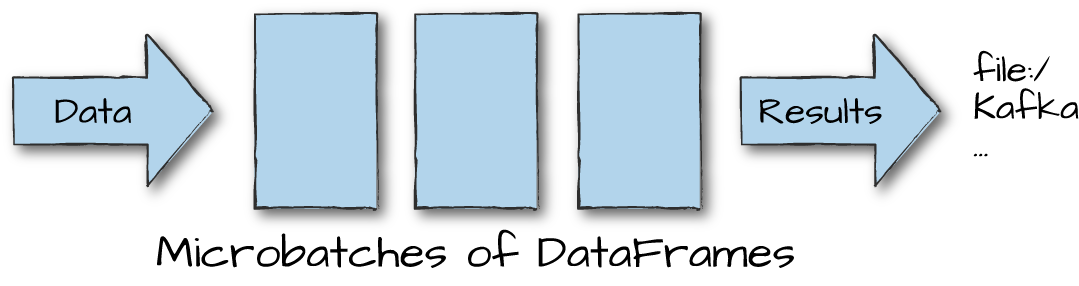 Data
Results
file:/
Kafka
...
Microbatches of DataFrames